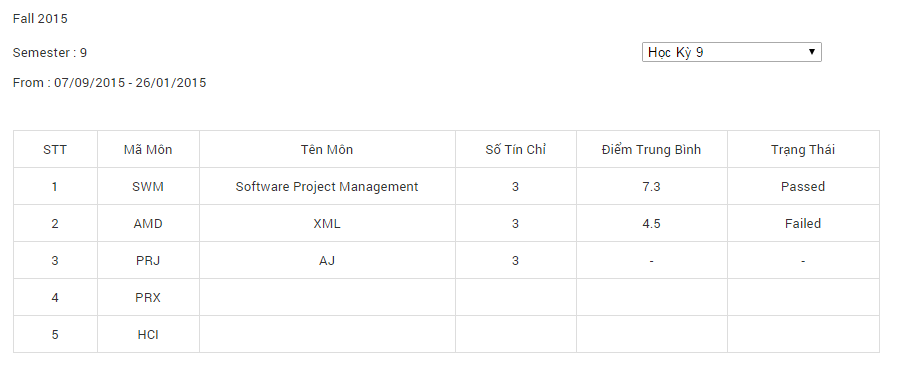 Fall 2015
Semester : 9
Học Kỳ 9
From : 07/09/2015 - 26/01/2015
STT Mã Môn Tên Môn Số Tín Chỉ Điểm Trung Bình Trạng Thái
1 SWM Software Project Management 3 7.3 Passed
2 AMD XML 3 4.5 Failed
3 PRJ AJ 3 - -
4 PRX
5 HCI